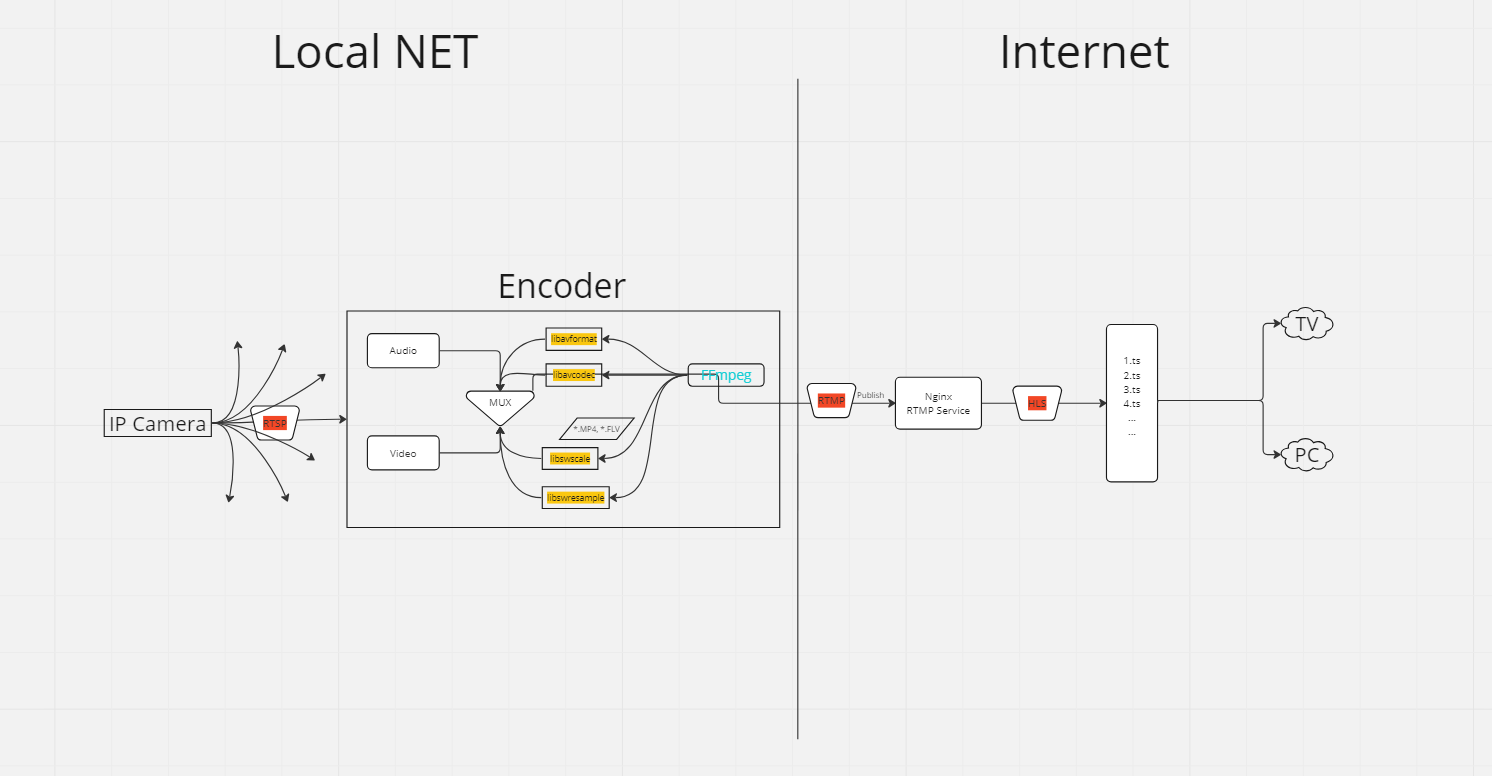 Local NET
Internet
Encoder
IP Camera
RTSP
Audio
Video
MUX
libavformat
libavcodec
*.MP4, *.FLV
libswscale
libswresample
FFmpeg
RTMP
Publish
Nginx
RTMP Service
HLS
1.ts
2.ts
3.ts
4.ts
...
...
TV
PC